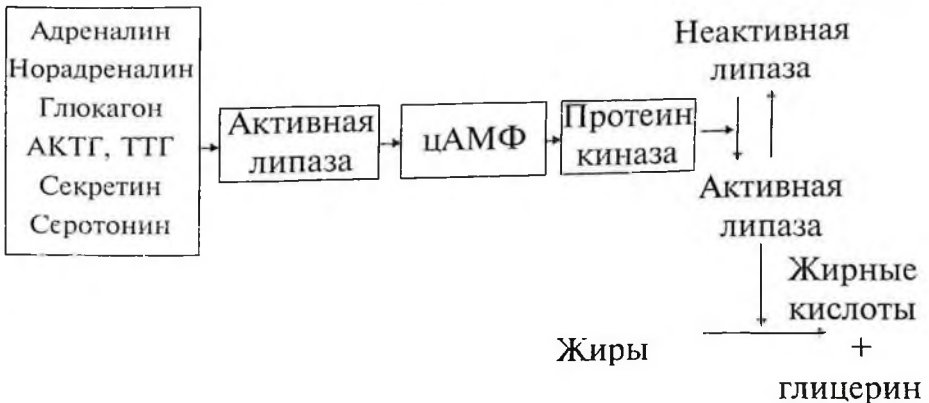 Адреналин
Норадреналин
Глюкагон
АКТГ, ТТГ
Секретин
Серотонин
Активная
липаза
цАМФ
Протеин
киназа
Неактивная
липаза
Активная
липаза
Жиры
Жирные
кислоты
+
глицерин